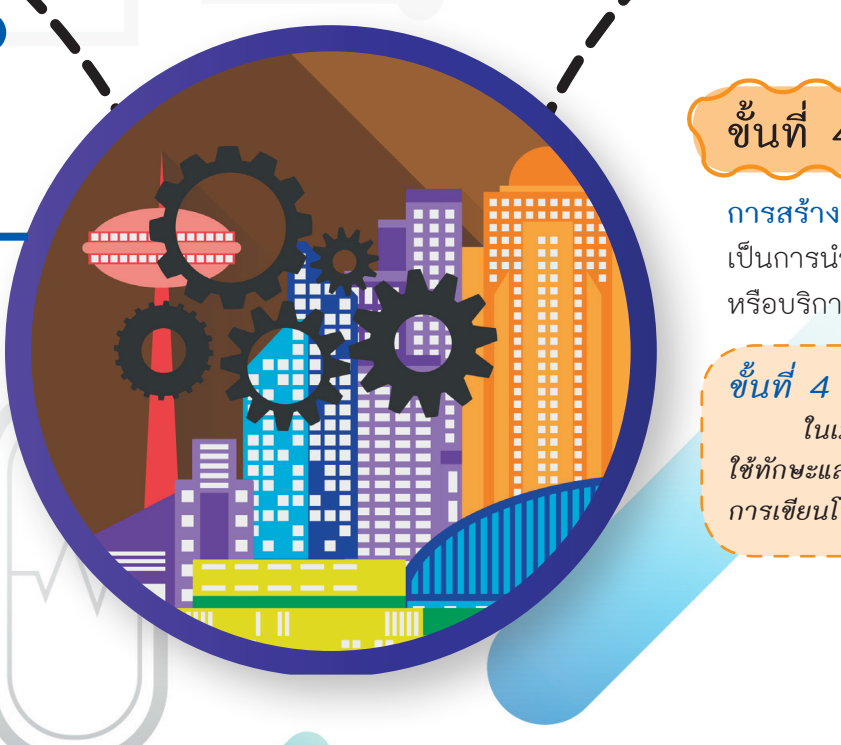 ขั้นที่ 4
การสร้าง
เป็นการนำ
หรือบริกา
ขั้นที่ 4
ใน
ใช้ทักษะแล
การเขียน